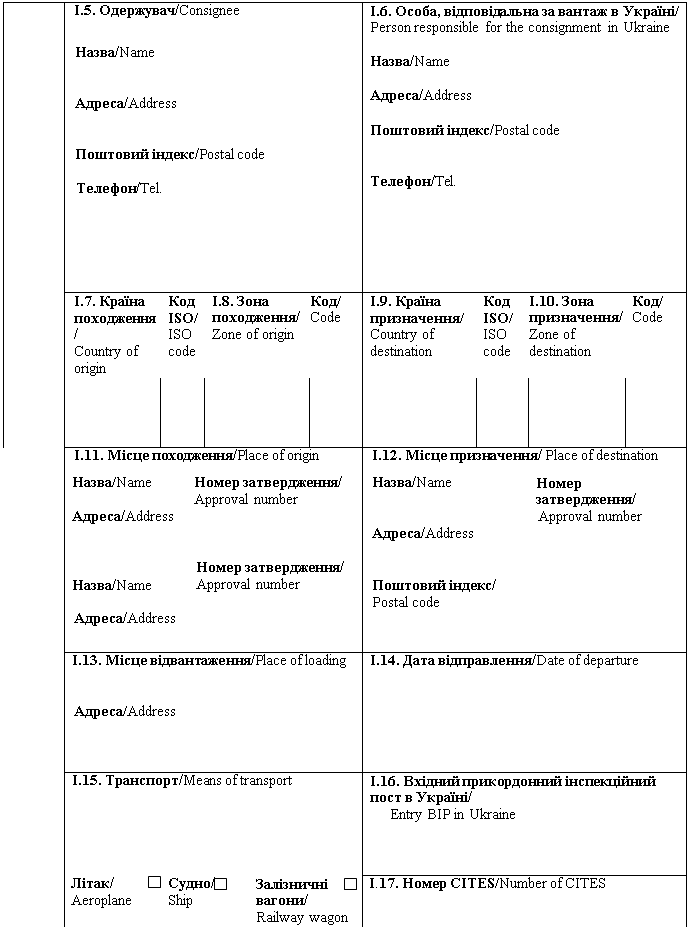 I.5. Одержувач/Consignee
Назва/Name
Адреса/Address
Поштовий індекс/Postal code
Телефон/Tel.
I.6. Особа, відповідальна за вантаж в Україні/
Person responsible for the consignment in Ukraine
Назва/Name
Адреса/Address
Поштовий індекс/Postal code
Телефон/Tel.
I.7. Країна
походження
/
Country of
origin
Код
ISO/
ISO
code
I.8. Зона
походження/
Zone of origin
Код/
Code
I.9. Країна
призначення/
Country of
destination
Код
ISO/
ISO
code
I.10. Зона
призначення/
Zone of
destination
Код/
Code
I.11. Місце походження/Place of origin
Назва/Name
Номер затвердження/
Approval number
Адреса/Address
Номер затвердження/
Назва/Name
Approval number
Адреса/Address
I.12. Місце призначення/ Place of destination
Назва/Name
Номер
затвердження/
Approval number
Адреса/Address
Поштовий індекс/
Postal code
I.13. Місце відвантаження/Place of loading
Адреса/Address
I.14. Дата відправлення/Date of departure
I.15. Транспорт/Means of transport
Літак/
Aeroplane
Судно/
Ship
Залізничні
вагони/
Railway wagon
I.16. Вхідний прикордонний інспекційний
пост в Україні/
Entry BIP in Ukraine
I.17. Номер CITES/Number of CITES